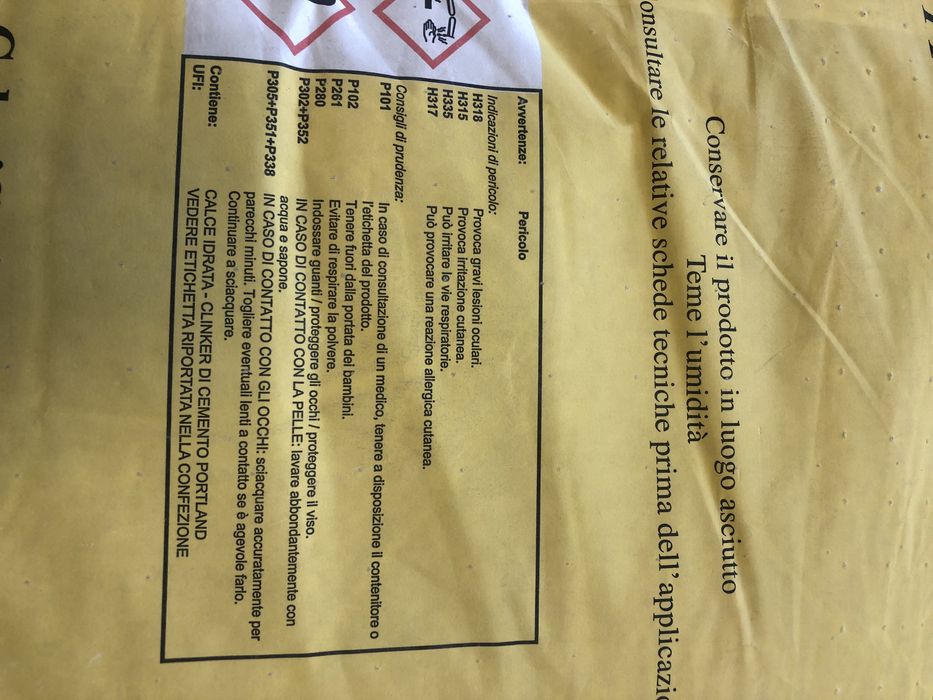 Conservare il prodotto in luogo asciutto
Teme l'umidità
onsultare le relative schede tecniche prima dell'applicazio
Avvertenze: Pericolo
Indicazioni di pericolo:
H318 Provoca gravi lesioni oculari.
H315 Provoca irritazione cutanea.
H335 Può irritare le vie respiratorie.
H317 Può provocare una reazione allergica cutanea.
Consigli di prudenza:
P101 In caso di consultazione di un medico, tenere a disposizione il contenitore o
l'etichetta del prodotto.
P102 Tenere fuori dalla portata dei bambini.
P261 Evitare di respirare la polvere.
P280 Indossare guanti / proteggere gli occhi / proteggere il viso.
P302+P352 IN CASO DI CONTATTO CON LA PELLE: lavare abbondantemente con
acqua e sapone.
P305+P351+P338 IN CASO DI CONTATTO CON GLI OCCHI: sciacquare accuratamente per
parecchi minuti. Togliere eventuali lenti a contatto se è agevole farlo.
Continuare a sciacquare.
Contiene: CALCE IDRATA - CLINKER DI CEMENTO PORTLAND
UFI: VEDERE ETICHETTA RIPORTATA NELLA CONFEZIONE